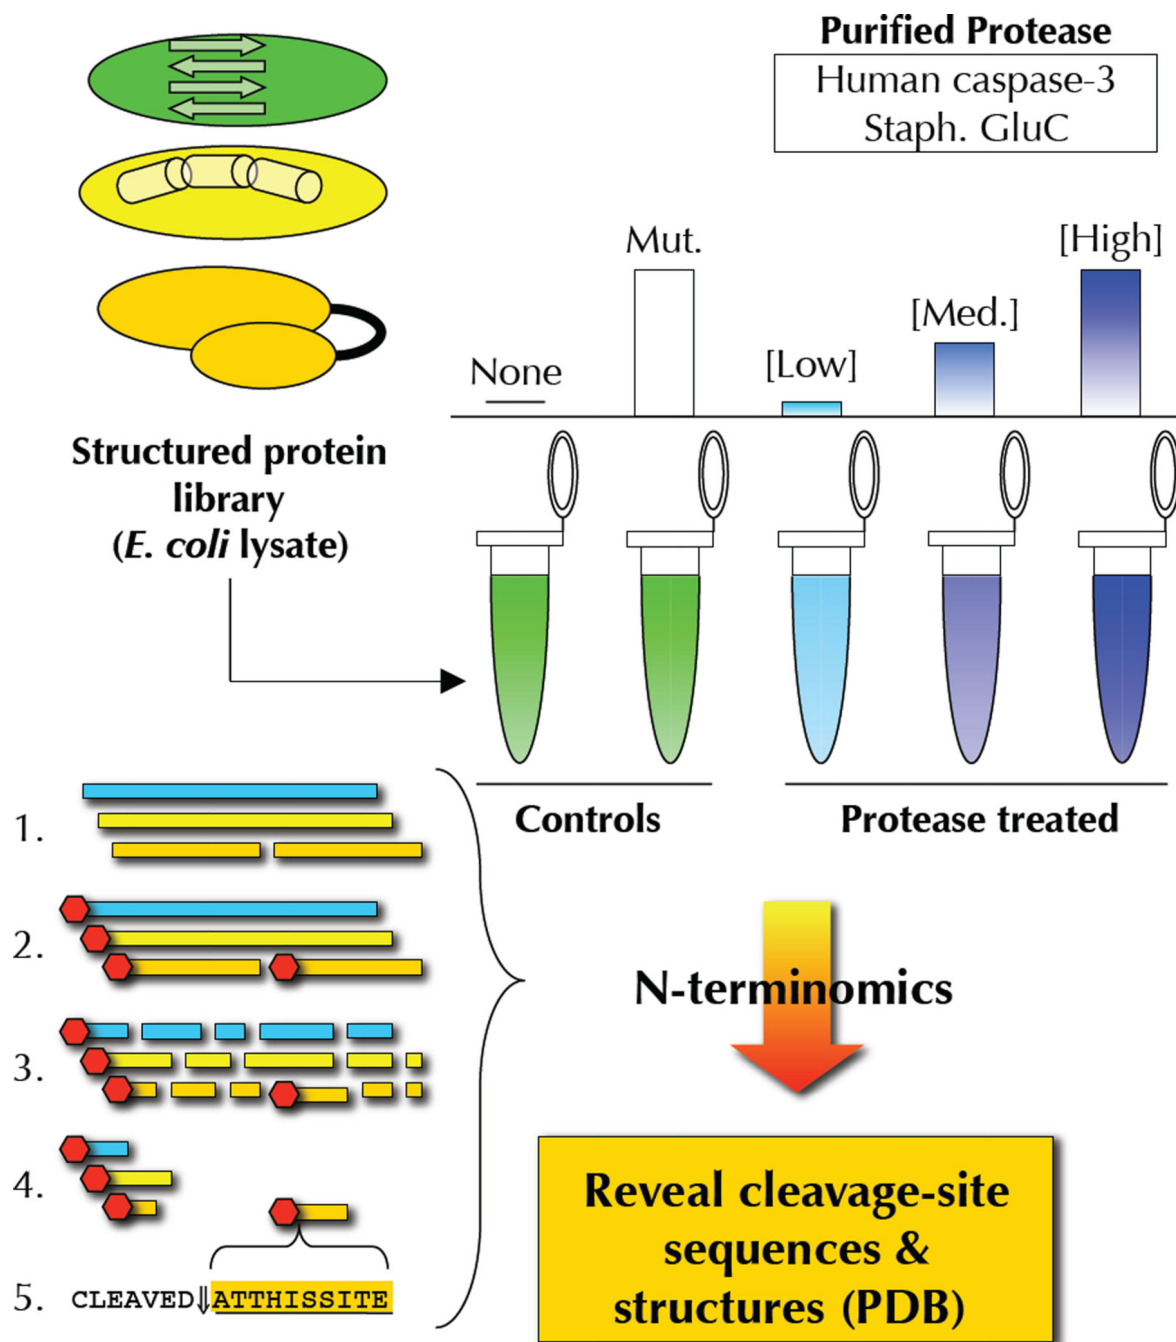 Purified Protease
Human caspase-3
Staph. GluC
None
Mut.
[Low]
[Med.]
[High]
Structured protein
library
(E. coli lysate)
Controls
Protease treated
1.
2.
3.
4.
5. CLEAVED⇓ATTHISSITE
N-terminomics
Reveal cleavage-site
sequences &
structures (PDB)